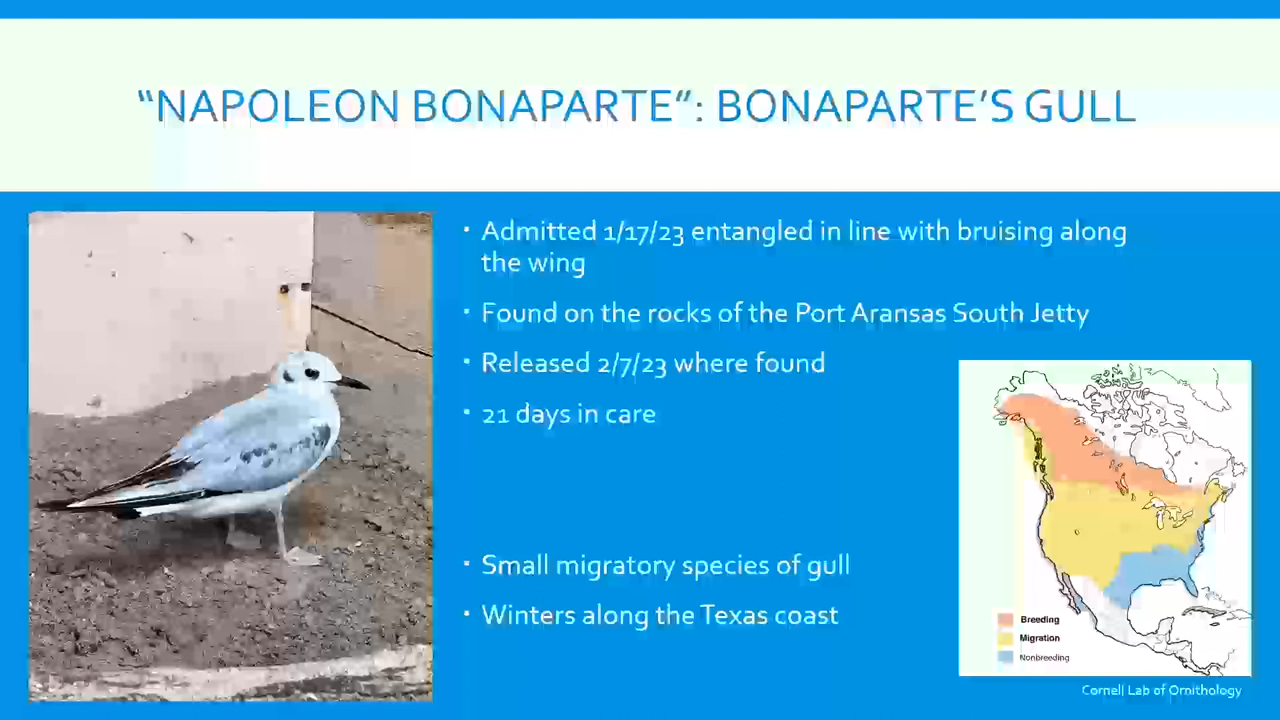 “NAPOLEON BONAPARTE”: BONAPARTE’S GULL
Admitted 1/17/23 entangled in line with bruising along
the wing
Found on the rocks of the Port Aransas South Jetty
Released 2/7/23 where found
21 days in care
Small migratory species of gull
Winters along the Texas coast
Breeding
Migration
Nonbreeding
Cornell Lab of Ornithology